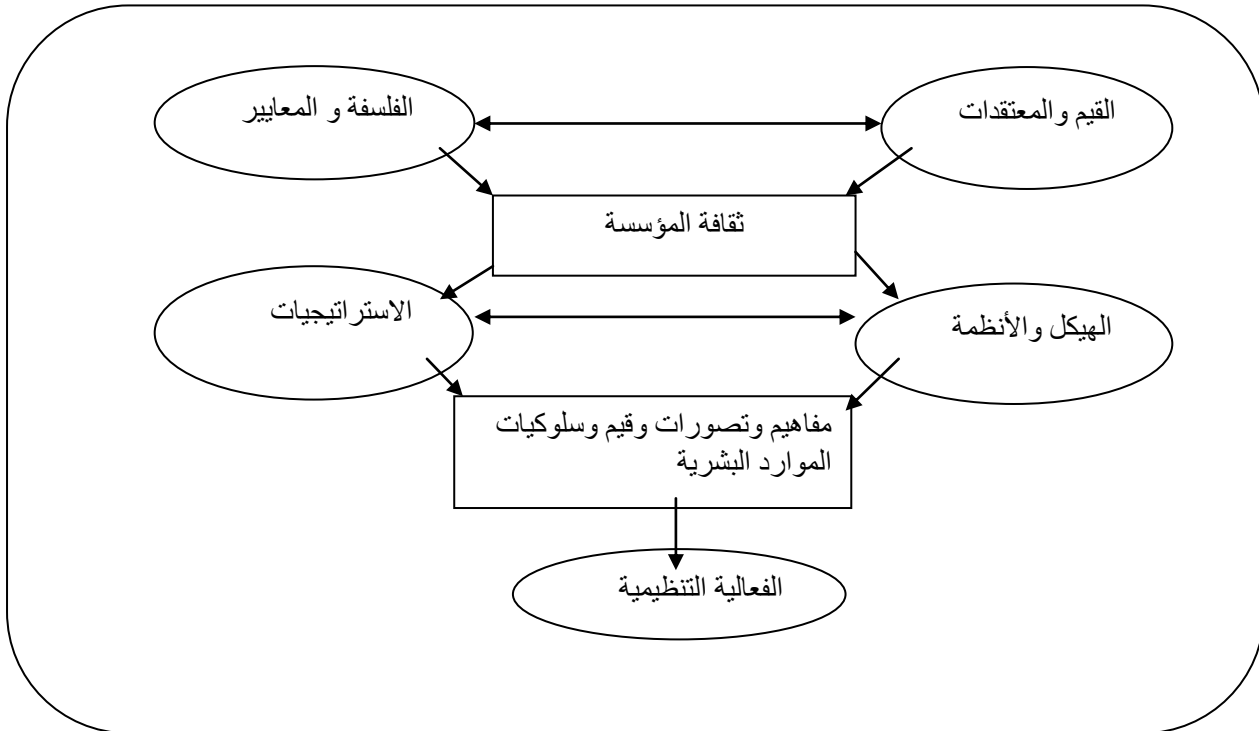 القيم والمعتقدات
الفلسفة و المعايير
ثقافة المؤسسة
الهيكل والأنظمة
الاستراتيجيات
مفاهيم وتصورات وقيم وسلوكيات
الموارد البشرية
الفعالية التنظيمية